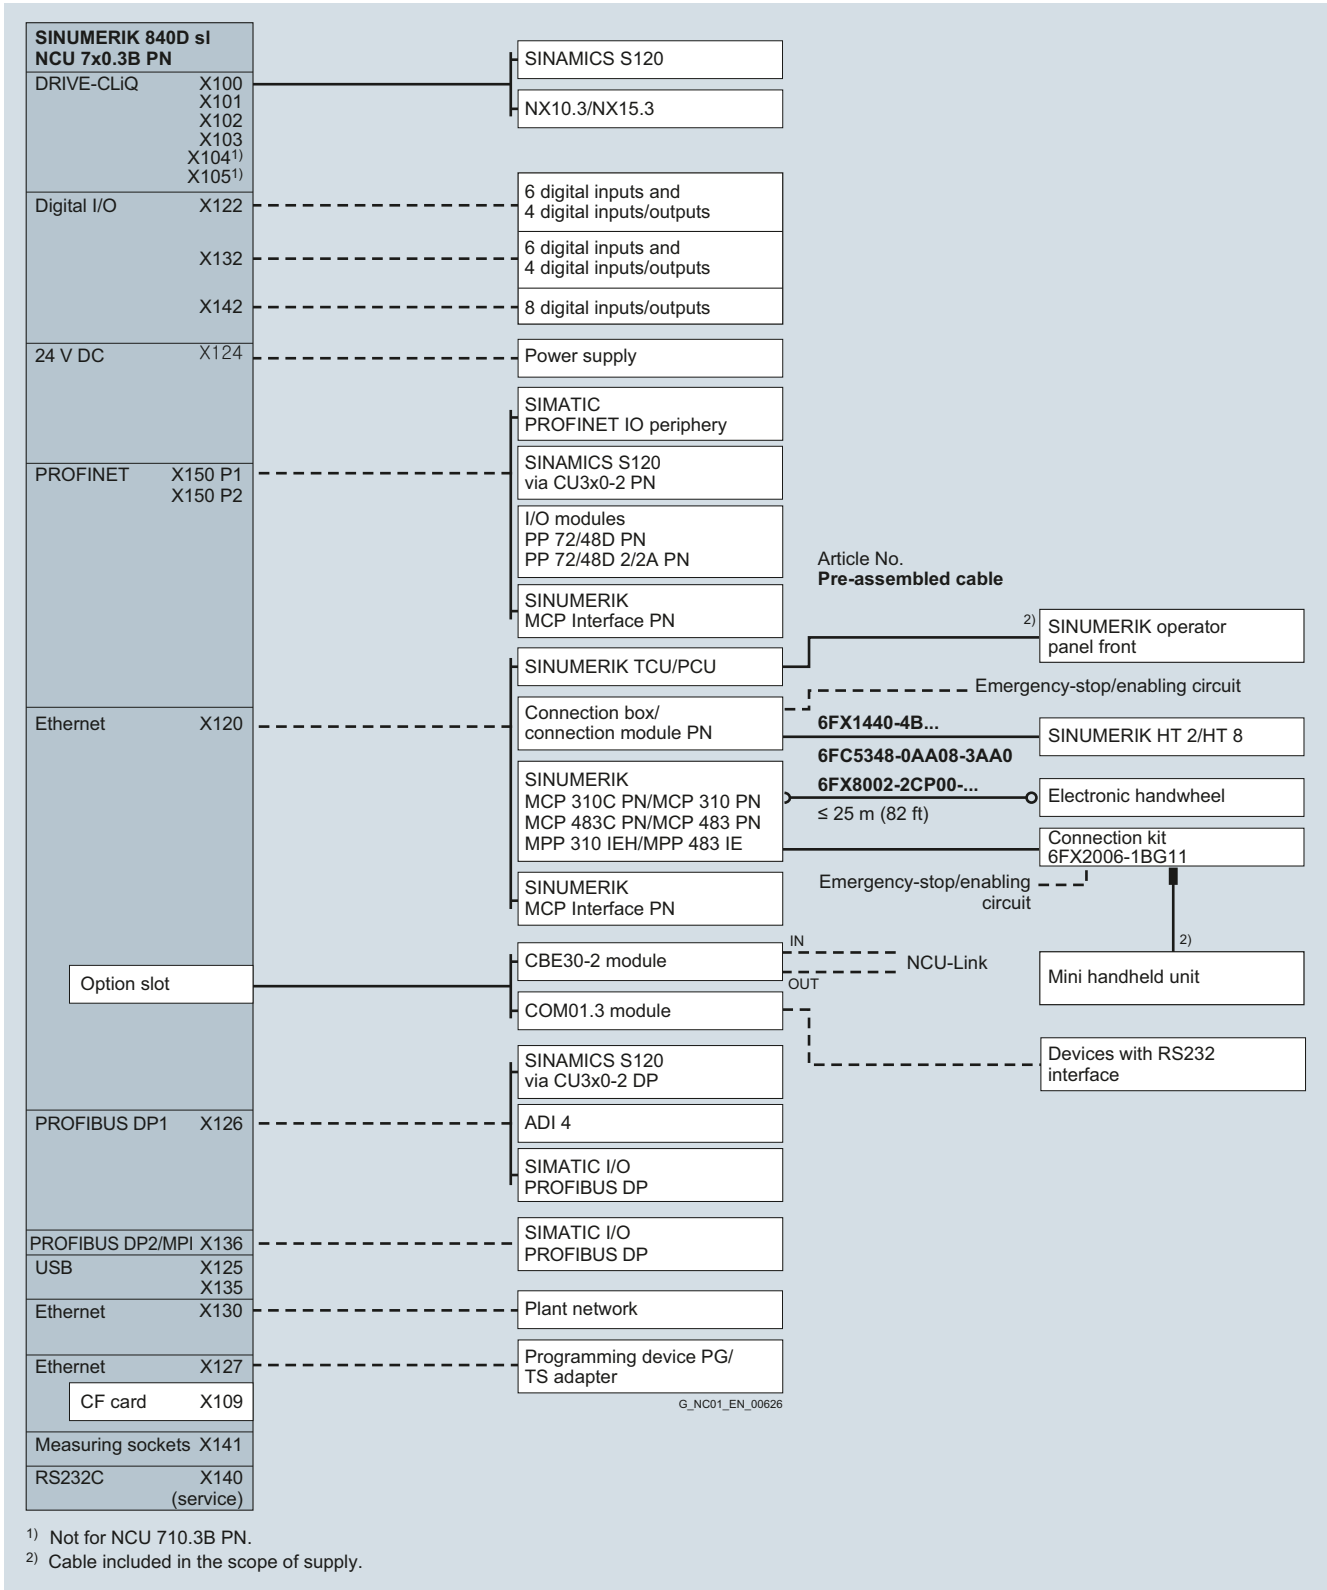 SINUMERIK 840D sl
NCU 7x0.3B PN
DRIVE-CLiQ X100
X101
X102
X103
X104 1)
X105 1)
SINAMICS S120
NX10.3/NX15.3
Digital I/O X122
6 digital inputs and
4 digital inputs/outputs
X132
6 digital inputs and
4 digital inputs/outputs
X142
8 digital inputs/outputs
24 V DC X124
Power supply
SIMATIC
PROFINET IO periphery
PROFINET X150 P1
X150 P2
SINAMICS S120
via CU3x0-2 PN
I/O modules
PP 72/48D PN
PP 72/48D 2/2A PN
SINUMERIK
MCP Interface PN
Article No.
Pre-assembled cable
SINUMERIK TCU/PCU
2)
SINUMERIK operator
panel front
Ethernet X120
Connection box/
connection module PN
Emergency-stop/enabling circuit
6FX1440-4B...
6FC5348-0AA08-3AA0
SINUMERIK HT 2/HT 8
SINUMERIK
MCP 310C PN/MCP 310 PN
MCP 483C PN/MCP 483 PN
MPP 310 IEH/MPP 483 IE
6FX8002-2CP00-...
≤ 25 m (82 ft)
Electronic handwheel
Connection kit
6FX2006-1BG11
Emergency-stop/enabling
circuit
SINUMERIK
MCP Interface PN
2)
Mini handheld unit
Option slot
CBE30-2 module
IN
OUT
NCU-Link
COM01.3 module
Devices with RS232
interface
SINAMICS S120
via CU3x0-2 DP
PROFIBUS DP1 X126
ADI 4
SIMATIC I/O
PROFIBUS DP
PROFIBUS DP2/MPI X136
SIMATIC I/O
PROFIBUS DP
USB X125
X135
Ethernet X130
Plant network
Ethernet X127
Programming device PG/
TS adapter
CF card X109
G_NC01_EN_00626
Measuring sockets X141
RS232C X140
(service)
1) Not for NCU 710.3B PN.
2) Cable included in the scope of supply.